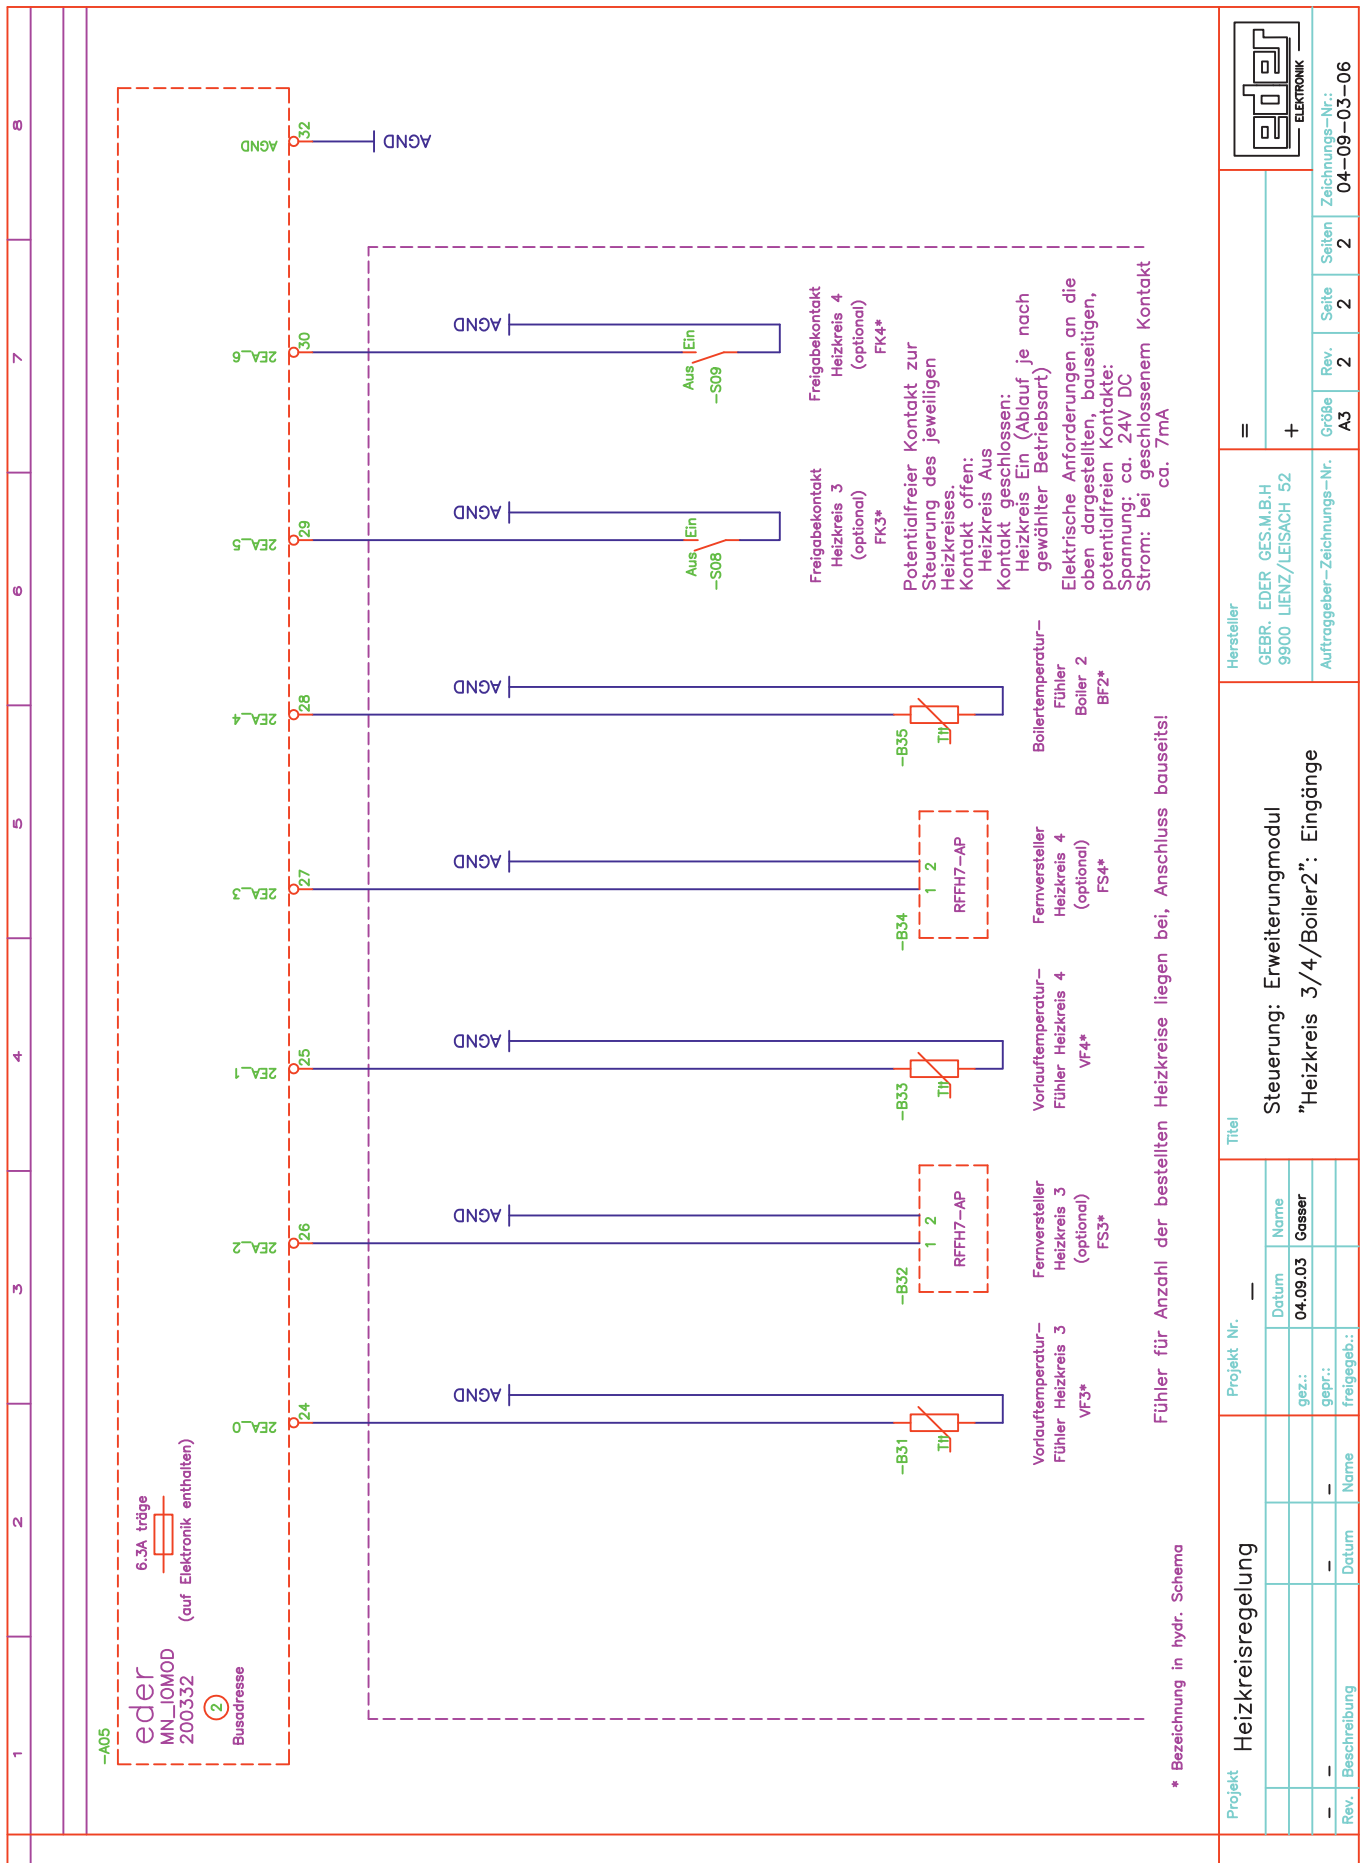 1
2
3
4
5
6
7
8
-A05
eder
MN_IOMOD
200332
2
Busadresse
6.3A träge
(auf Elektronik enthalten)
2EA_0
24
2EA_2
26
2EA_1
25
2EA_3
27
2EA_4
28
2EA_5
29
2EA_6
30
AGND
32
AGND
AGND
AGND
AGND
AGND
AGND
AGND
AGND
-B31
Vorlauftemperatur-
Fühler Heizkreis 3
VF3*
-B32
1 2
RFFH7-AP
Fernversteller
Heizkreis 3
(optional)
FS3*
-B33
Vorlauftemperatur-
Fühler Heizkreis 4
VF4*
-B34
1 2
RFFH7-AP
Fernversteller
Heizkreis 4
(optional)
FS4*
-B35
Boilertemperatur-
Fühler
Boiler 2
BF2*
Aus Ein
-S08
Freigabekontakt
Heizkreis 3
(optional)
FK3*
Aus Ein
-S09
Freigabekontakt
Heizkreis 4
(optional)
FK4*
Potentialfreier Kontakt zur
Steuerung des jeweiligen
Heizkreises.
Kontakt offen:
Heizkreis Aus
Kontakt geschlossen:
Heizkreis Ein (Ablauf je nach
gewählter Betriebsart)
Elektrische Anforderungen an die
oben dargestellten, bauseitigen,
potentialfreien Kontakte:
Spannung: ca. 24V DC
Strom: bei geschlossenem Kontakt
ca. 7mA
Fühler für Anzahl der bestellten Heizkreise liegen bei, Anschluss bauseits!
* Bezeichnung in hydr. Schema
Projekt
Heizkreisregelung
Rev. Beschreibung Datum Name
- - - -
Projekt Nr.
-
Datum Name
gez.: 04.09.03 Gasser
gepr.:
freigegeb.:
Titel
Steuerung: Erweiterungmodul
"Heizkreis 3/4/Boiler2": Eingänge
Hersteller
GEBR. EDER GES.M.B.H
9900 LIENZ/LEISACH 52
Auftraggeber-Zeichnungs-Nr.
=
+
Größe Rev. Seite Seiten Zeichnungs-Nr.:
A3 2 2 2 04-09-03-06
eder
ELEKTRONIK